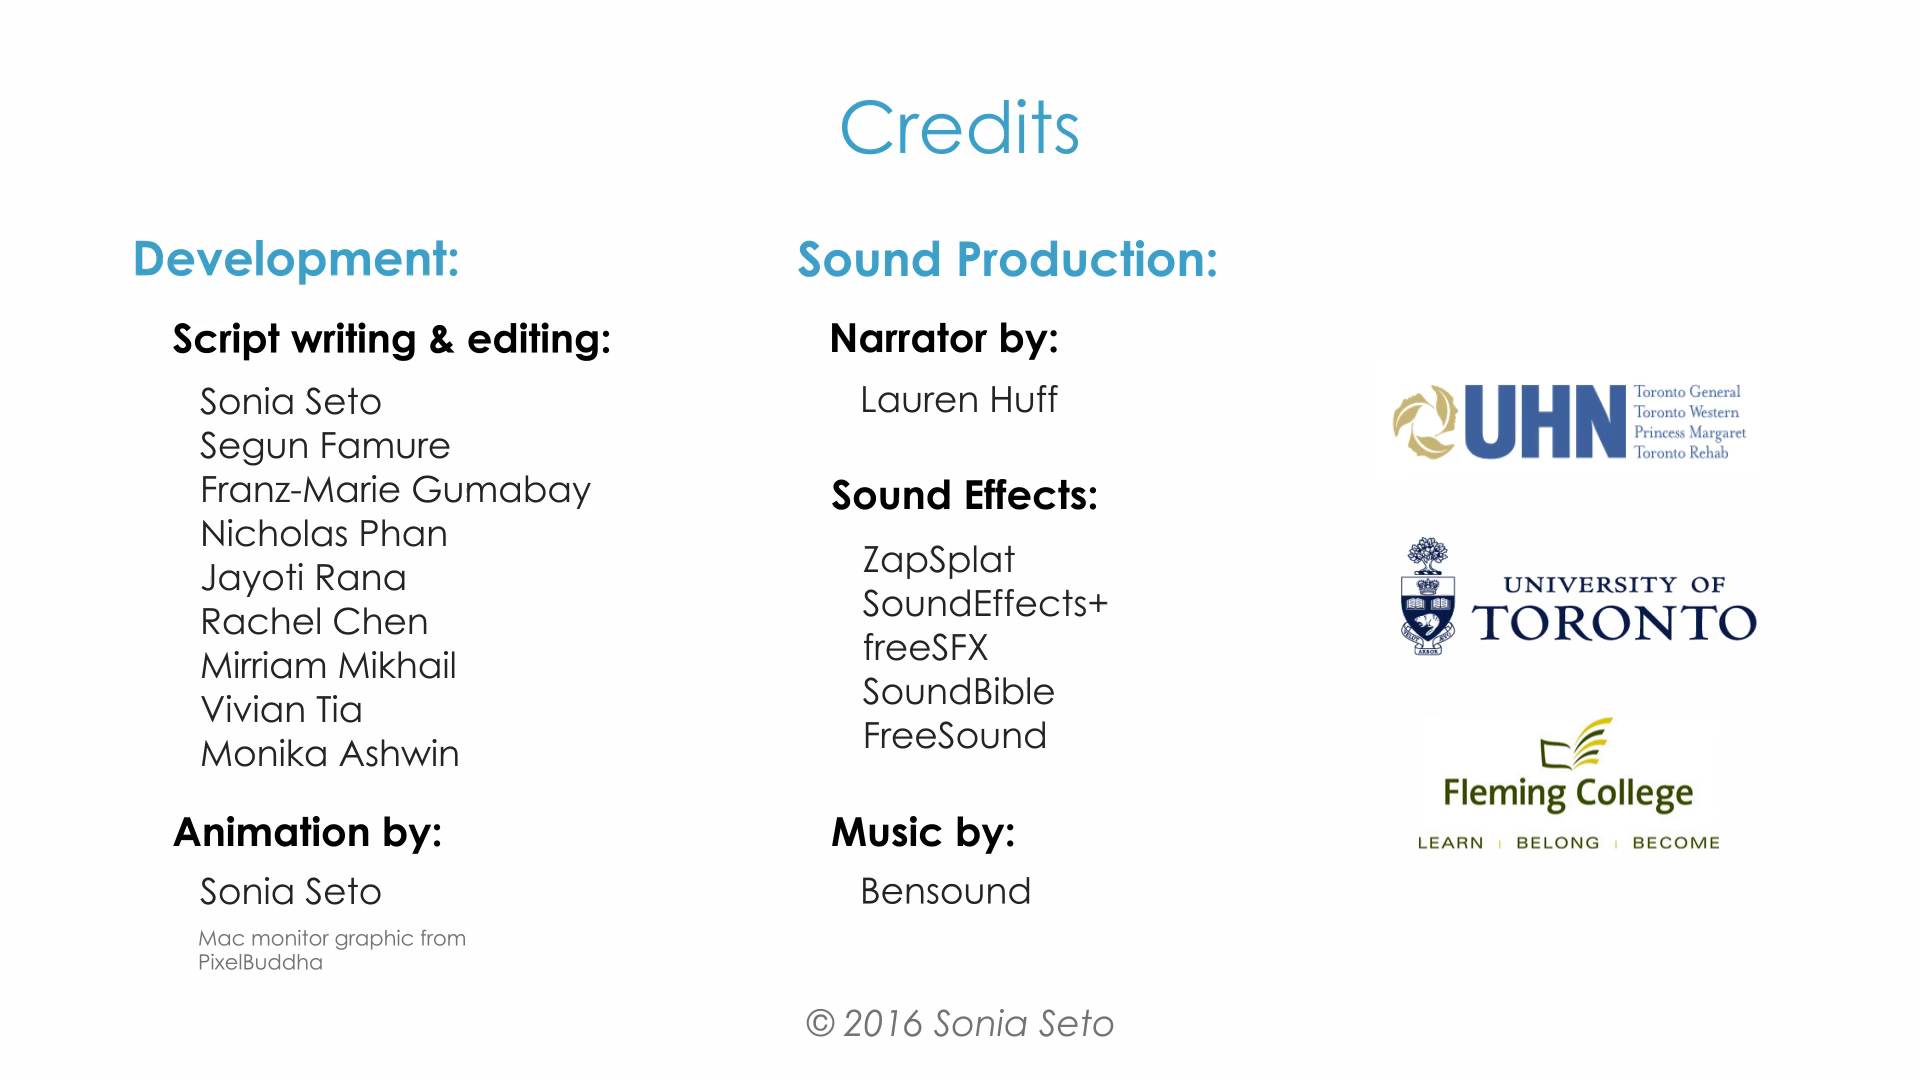 Credits
Development:
Script writing & editing:
Sonia Seto
Segun Famure
Franz-Marie Gumabay
Nicholas Phan
Jayoti Rana
Rachel Chen
Mirriam Mikhail
Vivian Tia
Monika Ashwin
Animation by:
Sonia Seto
Mac monitor graphic from
PixelBuddha
Sound Production:
Narrator by:
Lauren Huff
Sound Effects:
ZapSplat
SoundEffects+
freeSFX
SoundBible
FreeSound
Music by:
Bensound
UHN
Toronto General
Toronto Western
Princess Margaret
Toronto Rehab
UNIVERSITY OF
TORONTO
Fleming College
LEARN | BELONG | BECOME
© 2016 Sonia Seto